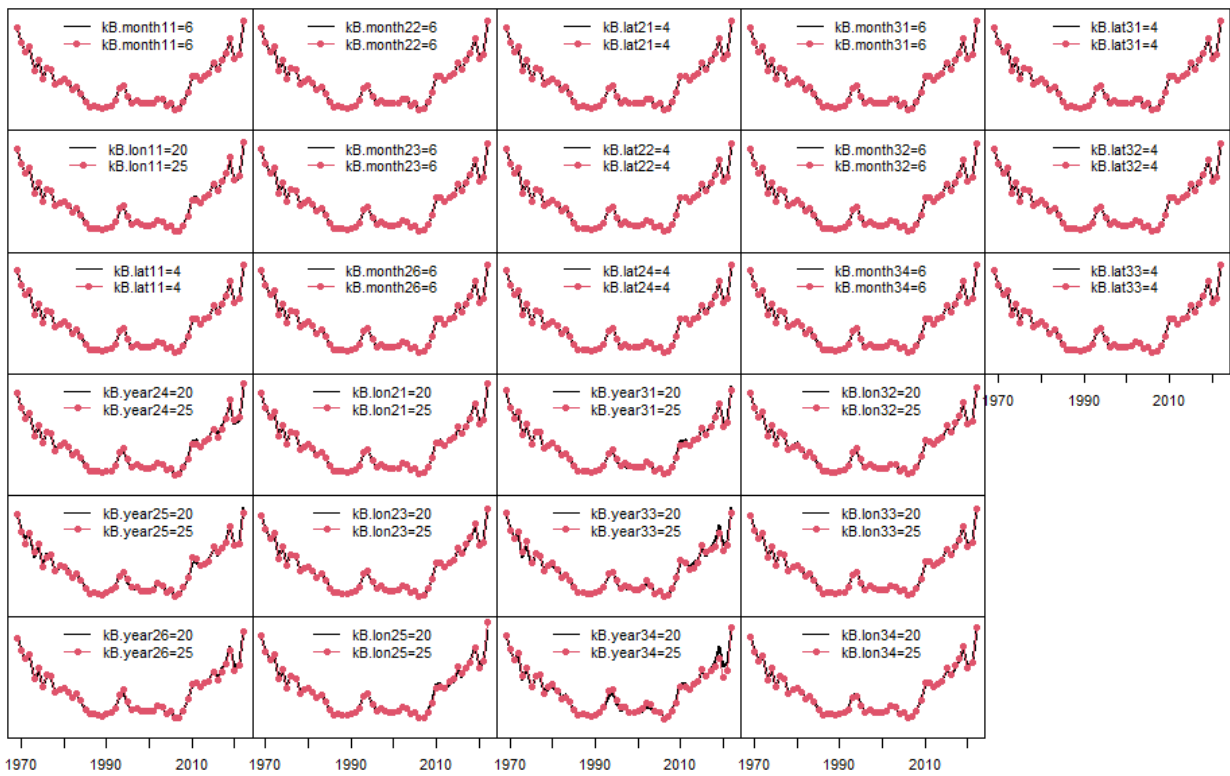 kB.month11=6
kB.month11=6
kB.month22=6
kB.month22=6
kB.lat21=4
kB.lat21=4
kB.month31=6
kB.month31=6
kB.lat31=4
kB.lat31=4
kB.lon11=20
kB.lon11=25
kB.month23=6
kB.month23=6
kB.lat22=4
kB.lat22=4
kB.month32=6
kB.month32=6
kB.lat32=4
kB.lat32=4
kB.lat11=4
kB.lat11=4
kB.month26=6
kB.month26=6
kB.lat24=4
kB.lat24=4
kB.month34=6
kB.month34=6
kB.lat33=4
kB.lat33=4
kB.year24=20
kB.year24=25
kB.lon21=20
kB.lon21=25
kB.year31=20
kB.year31=25
kB.lon32=20
kB.lon32=25
1970 1990 2010
kB.year25=20
kB.year25=25
kB.lon23=20
kB.lon23=25
kB.year33=20
kB.year33=25
kB.lon33=20
kB.lon33=25
kB.year26=20
kB.year26=25
kB.lon25=20
kB.lon25=25
kB.year34=20
kB.year34=25
kB.lon34=20
kB.lon34=25
1970 1990 2010 1970 1990 2010 1970 1990 2010 1970 1990 2010